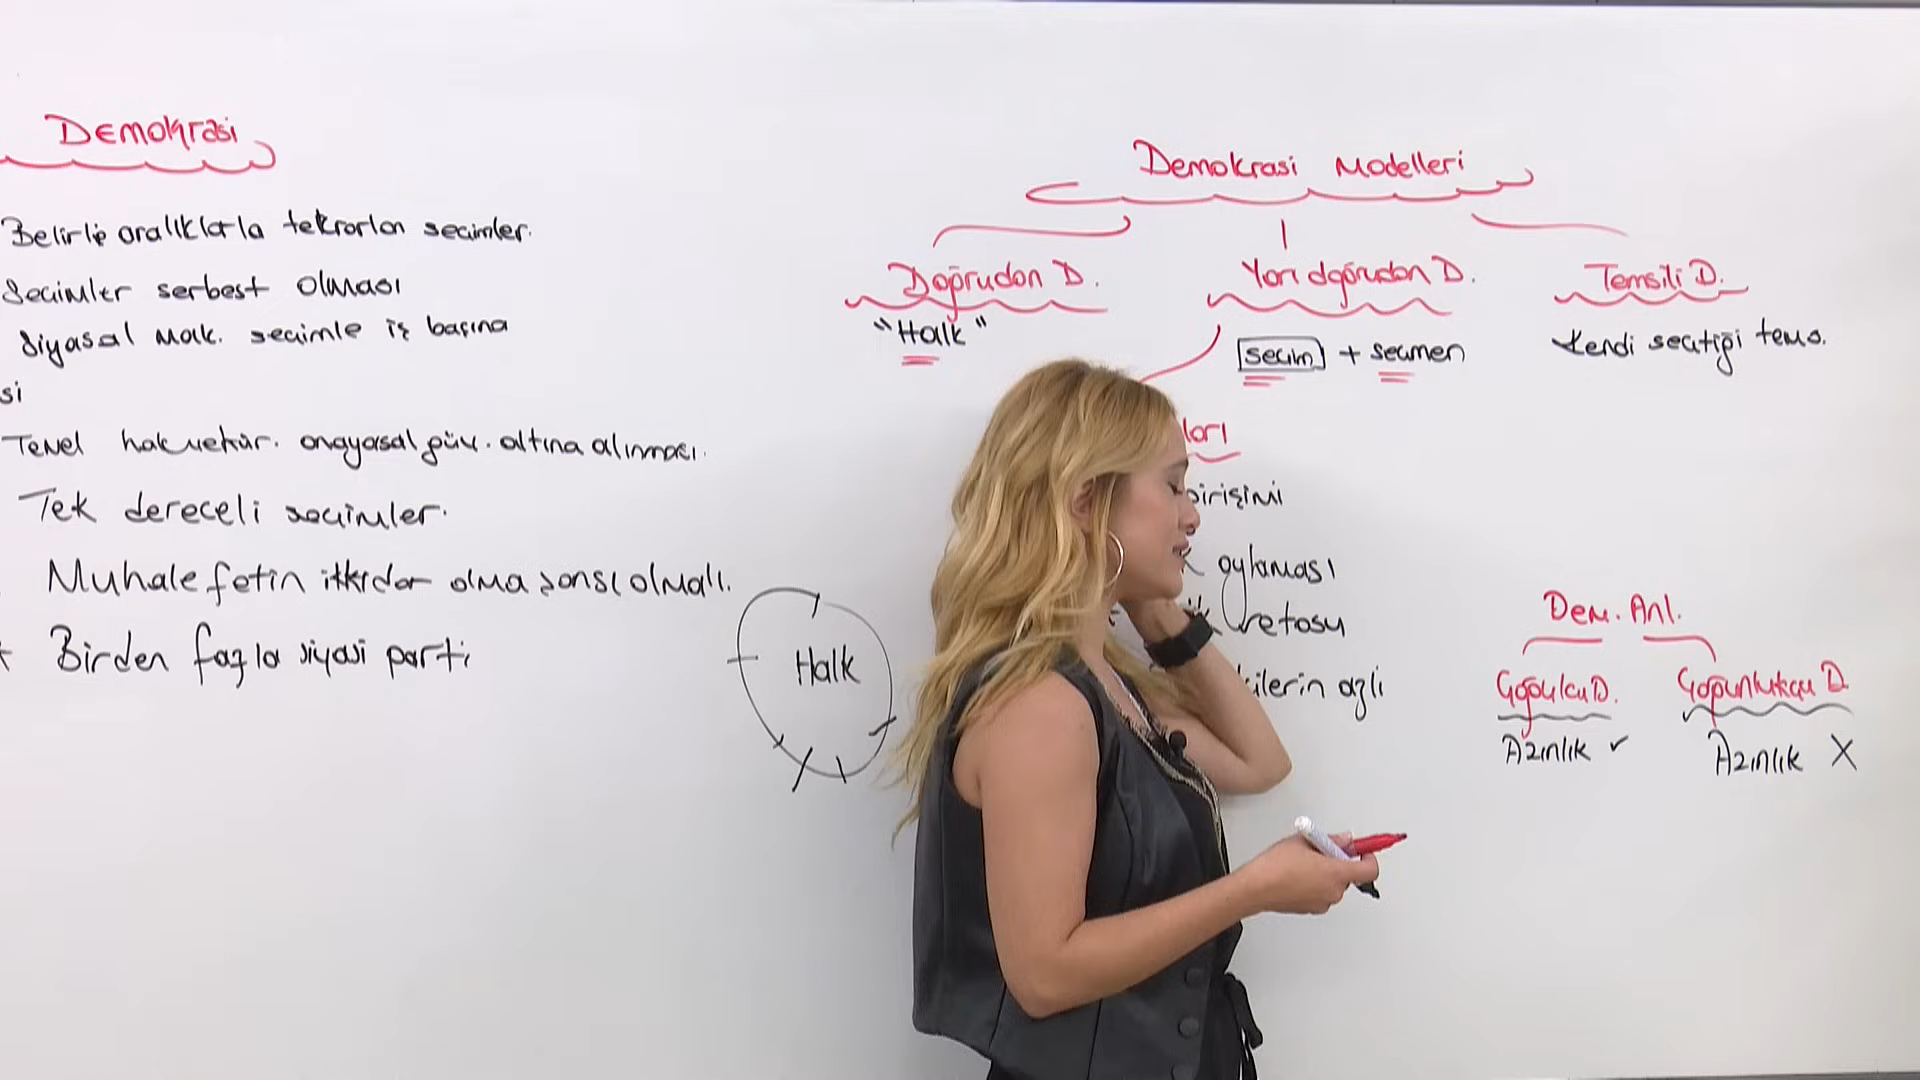 Demokrasi
Belirli aralıklarla tekrarlan seçimler.
Seçimler serbest olması
Siyasal mak. seçimle iş başına
si
Temel hak ve hür. anayasal güv. altına alınması.
Tek dereceli seçimler.
Muhalefetin iktidar olma şansı olmalı.
Birden fazla siyasi parti
Halk
Demokrasi Modelleri
Doğrudan D.
"Halk"
Yarı doğrudan D.
seçim + seçmen
Temsili D.
Kendi seçtiği tems.
ları
girişimi
oylaması
vetosu
ilerin azli
Dem. Anl.
Çoğulcu D.
Azınlık ✓
Çoğunlukçu D.
Azınlık X